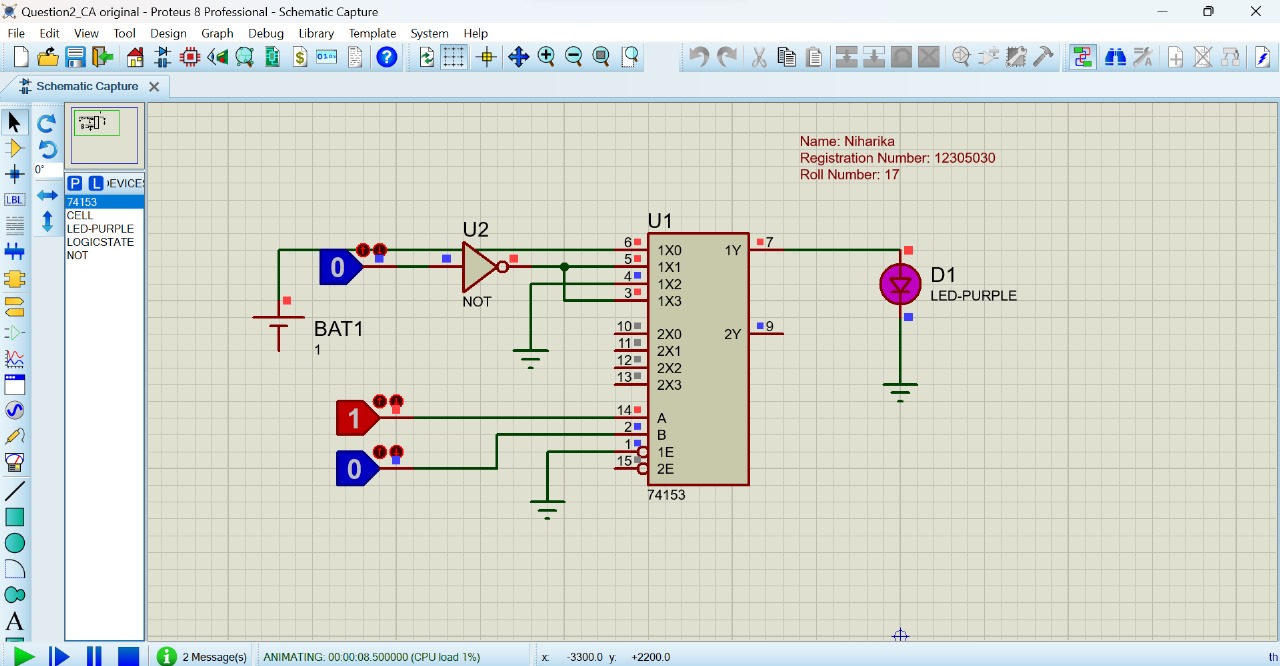 Question2_CA original - Proteus 8 Professional - Schematic Capture
File Edit View Tool Design Graph Debug Library Template System Help
Schematic Capture
0°
P L DEVICES
74153
CELL
LED-PURPLE
LOGICSTATE
NOT
LBL
A
Name: Niharika
Registration Number: 12305030
Roll Number: 17
U2
0
NOT
BAT1
1
1
0
U1
6 1X0 1Y 7
5 1X1
4 1X2
3 1X3
10 2X0 2Y 9
11 2X1
12 2X2
13 2X3
14 A
2 B
1 1E
15 2E
74153
D1
LED-PURPLE
2 Message(s) ANIMATING: 00:00:08.500000 (CPU load 1%) x: -3300.0 y: +2200.0 th